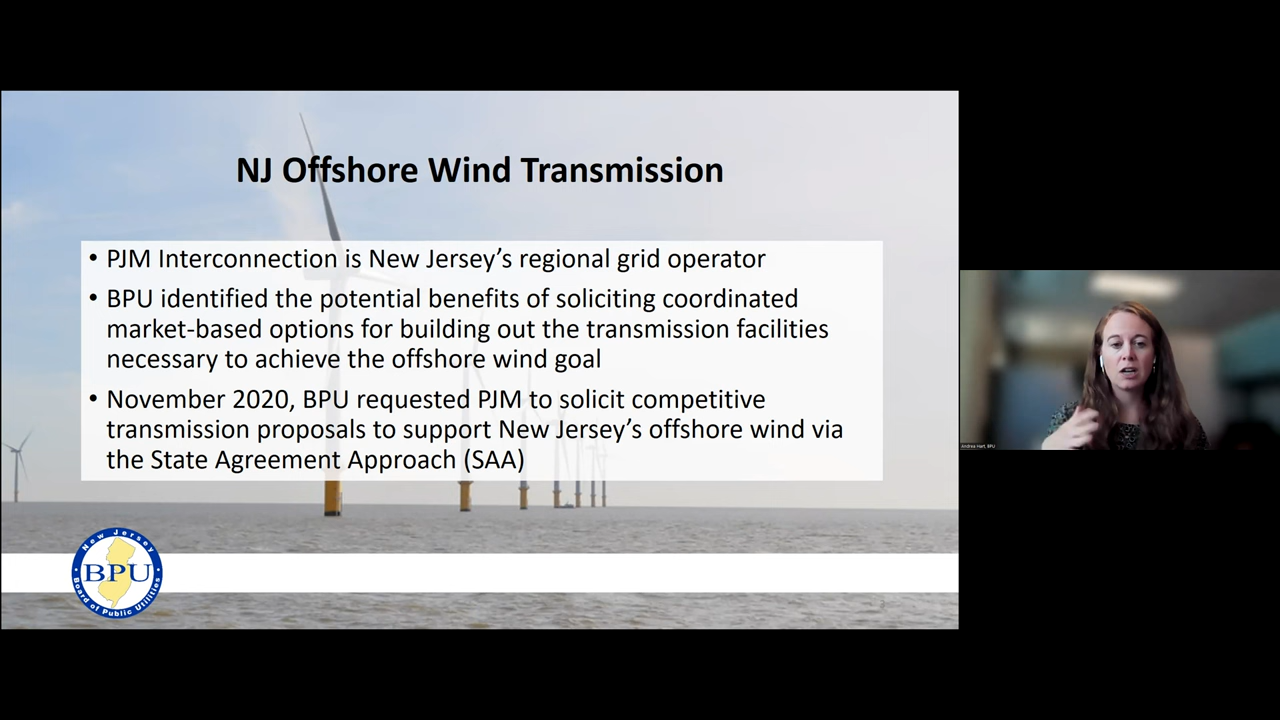 NJ Offshore Wind Transmission
• PJM Interconnection is New Jersey's regional grid operator
• BPU identified the potential benefits of soliciting coordinated
market-based options for building out the transmission facilities
necessary to achieve the offshore wind goal
• November 2020, BPU requested PJM to solicit competitive
transmission proposals to support New Jersey's offshore wind via
the State Agreement Approach (SAA)
New Jersey
BPU
Board of Public Utilities
Andrea Hart, BPU